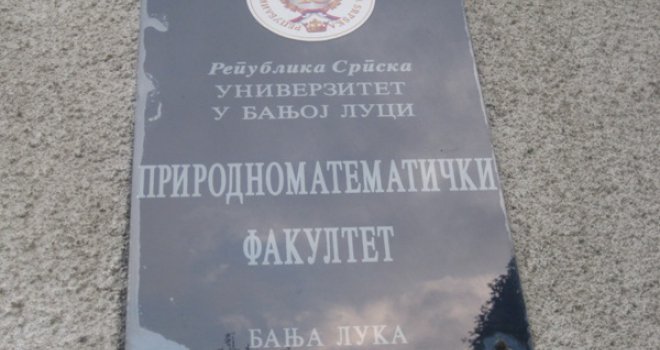 Република Српска
УНИВЕРЗИТЕТ
У БАЊОЈ ЛУЦИ
ПРИРОДНОМАТЕМАТИЧКИ
ФАКУЛТЕТ
БАЊА ЛУКА